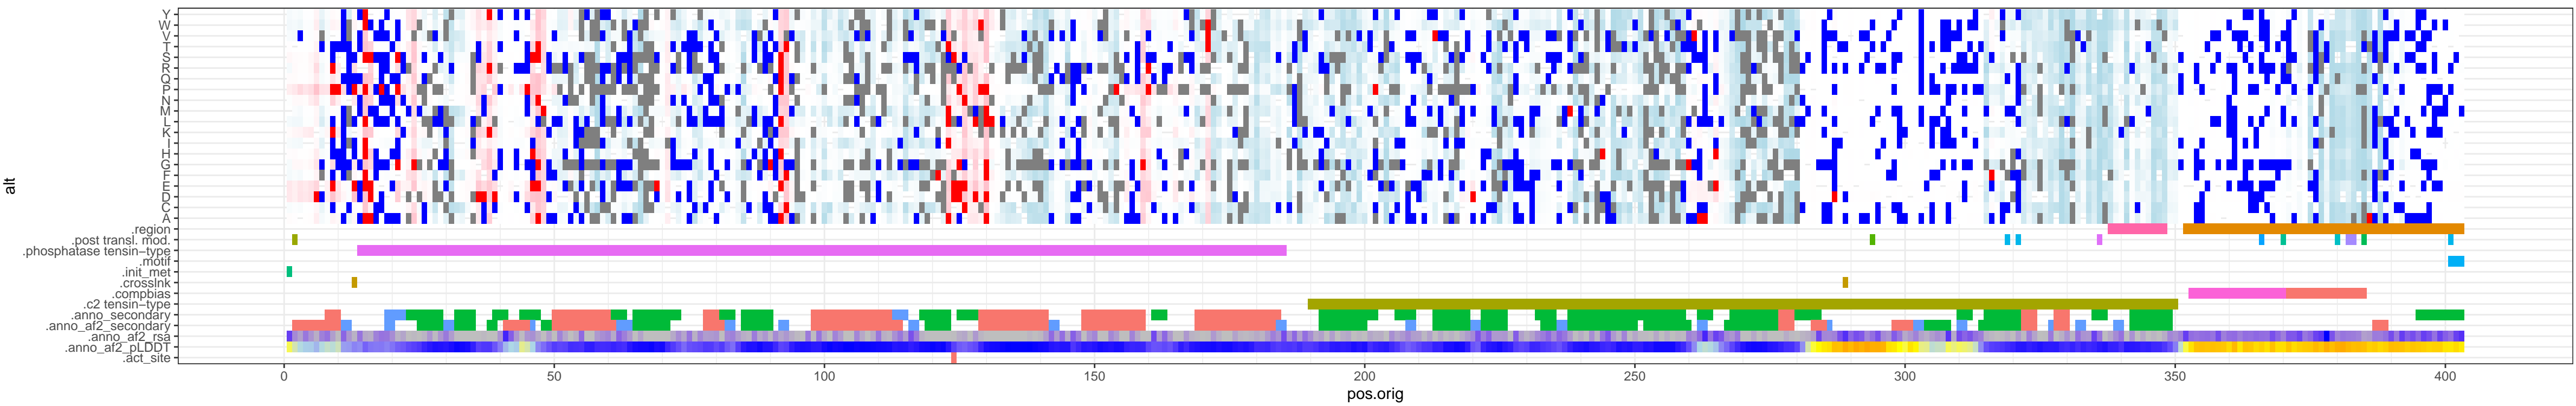 alt
Y
W
V
T
S
R
Q
P
N
M
L
K
I
H
G
F
E
D
C
A
.region
.post transl. mod.
.phosphatase tensin−type
.motif
.init_met
.crosslnk
.compbias
.c2 tensin−type
.anno_secondary
.anno_af2_secondary
.anno_af2_rsa
.anno_af2_pLDDT
.act_site
0 50 100 150 200 250 300 350 400
pos.orig